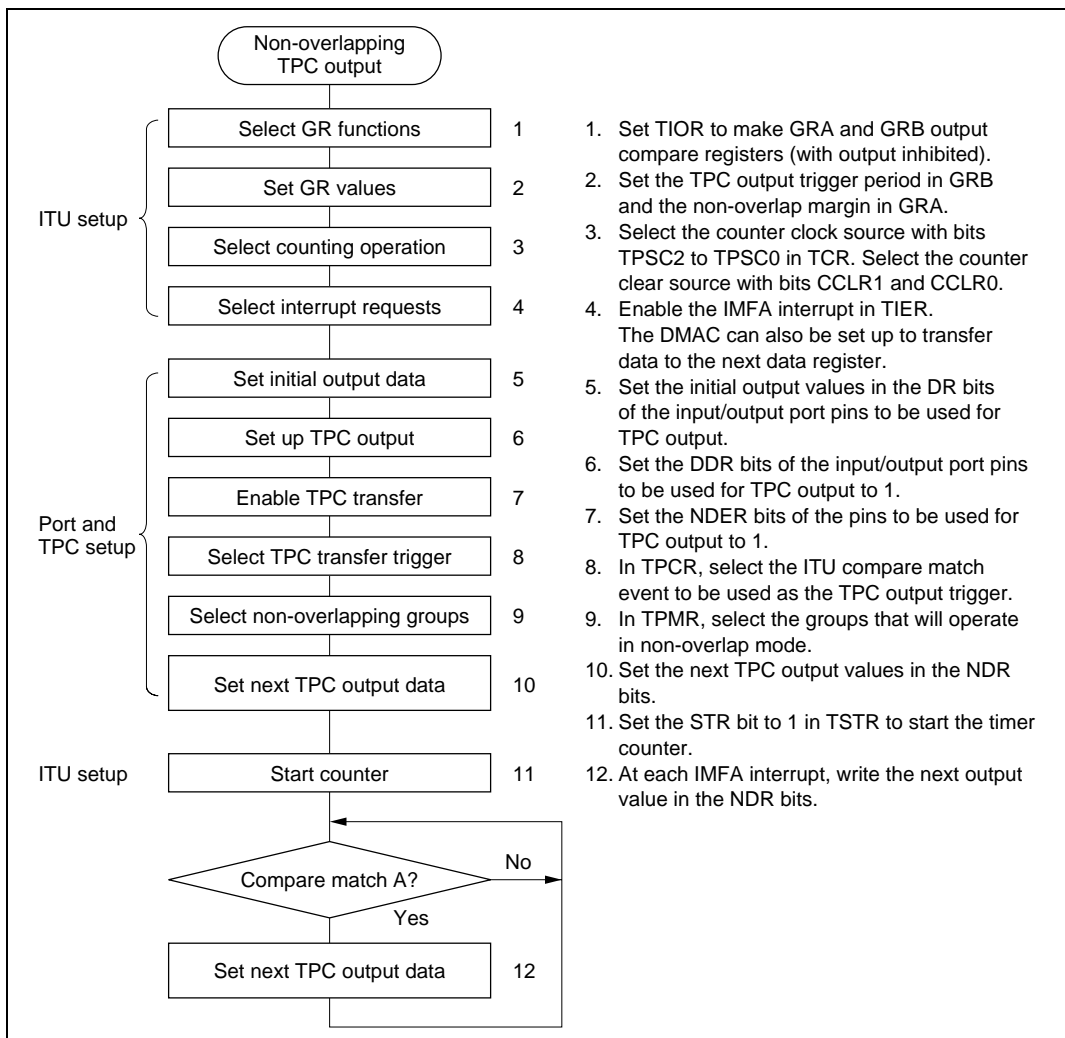 Non-overlapping
TPC output
ITU setup
Select GR functions 1
Set GR values 2
Select counting operation 3
Select interrupt requests 4
Port and
TPC setup
Set initial output data 5
Set up TPC output 6
Enable TPC transfer 7
Select TPC transfer trigger 8
Select non-overlapping groups 9
Set next TPC output data 10
ITU setup
Start counter 11
Compare match A?
No
Yes
Set next TPC output data 12
1. Set TIOR to make GRA and GRB output
compare registers (with output inhibited).
2. Set the TPC output trigger period in GRB
and the non-overlap margin in GRA.
3. Select the counter clock source with bits
TPSC2 to TPSC0 in TCR. Select the counter
clear source with bits CCLR1 and CCLR0.
4. Enable the IMFA interrupt in TIER.
The DMAC can also be set up to transfer
data to the next data register.
5. Set the initial output values in the DR bits
of the input/output port pins to be used for
TPC output.
6. Set the DDR bits of the input/output port pins
to be used for TPC output to 1.
7. Set the NDER bits of the pins to be used for
TPC output to 1.
8. In TPCR, select the ITU compare match
event to be used as the TPC output trigger.
9. In TPMR, select the groups that will operate
in non-overlap mode.
10. Set the next TPC output values in the NDR
bits.
11. Set the STR bit to 1 in TSTR to start the timer
counter.
12. At each IMFA interrupt, write the next output
value in the NDR bits.